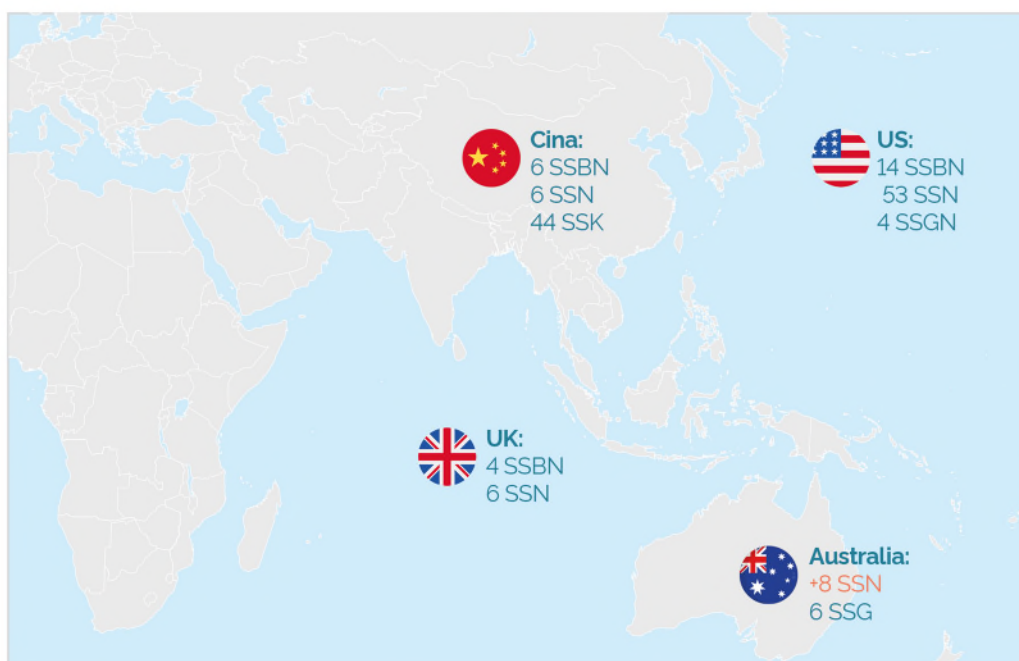 Cina:
6 SSBN
6 SSN
44 SSK
US:
14 SSBN
53 SSN
4 SSGN
UK:
4 SSBN
6 SSN
Australia:
+8 SSN
6 SSG